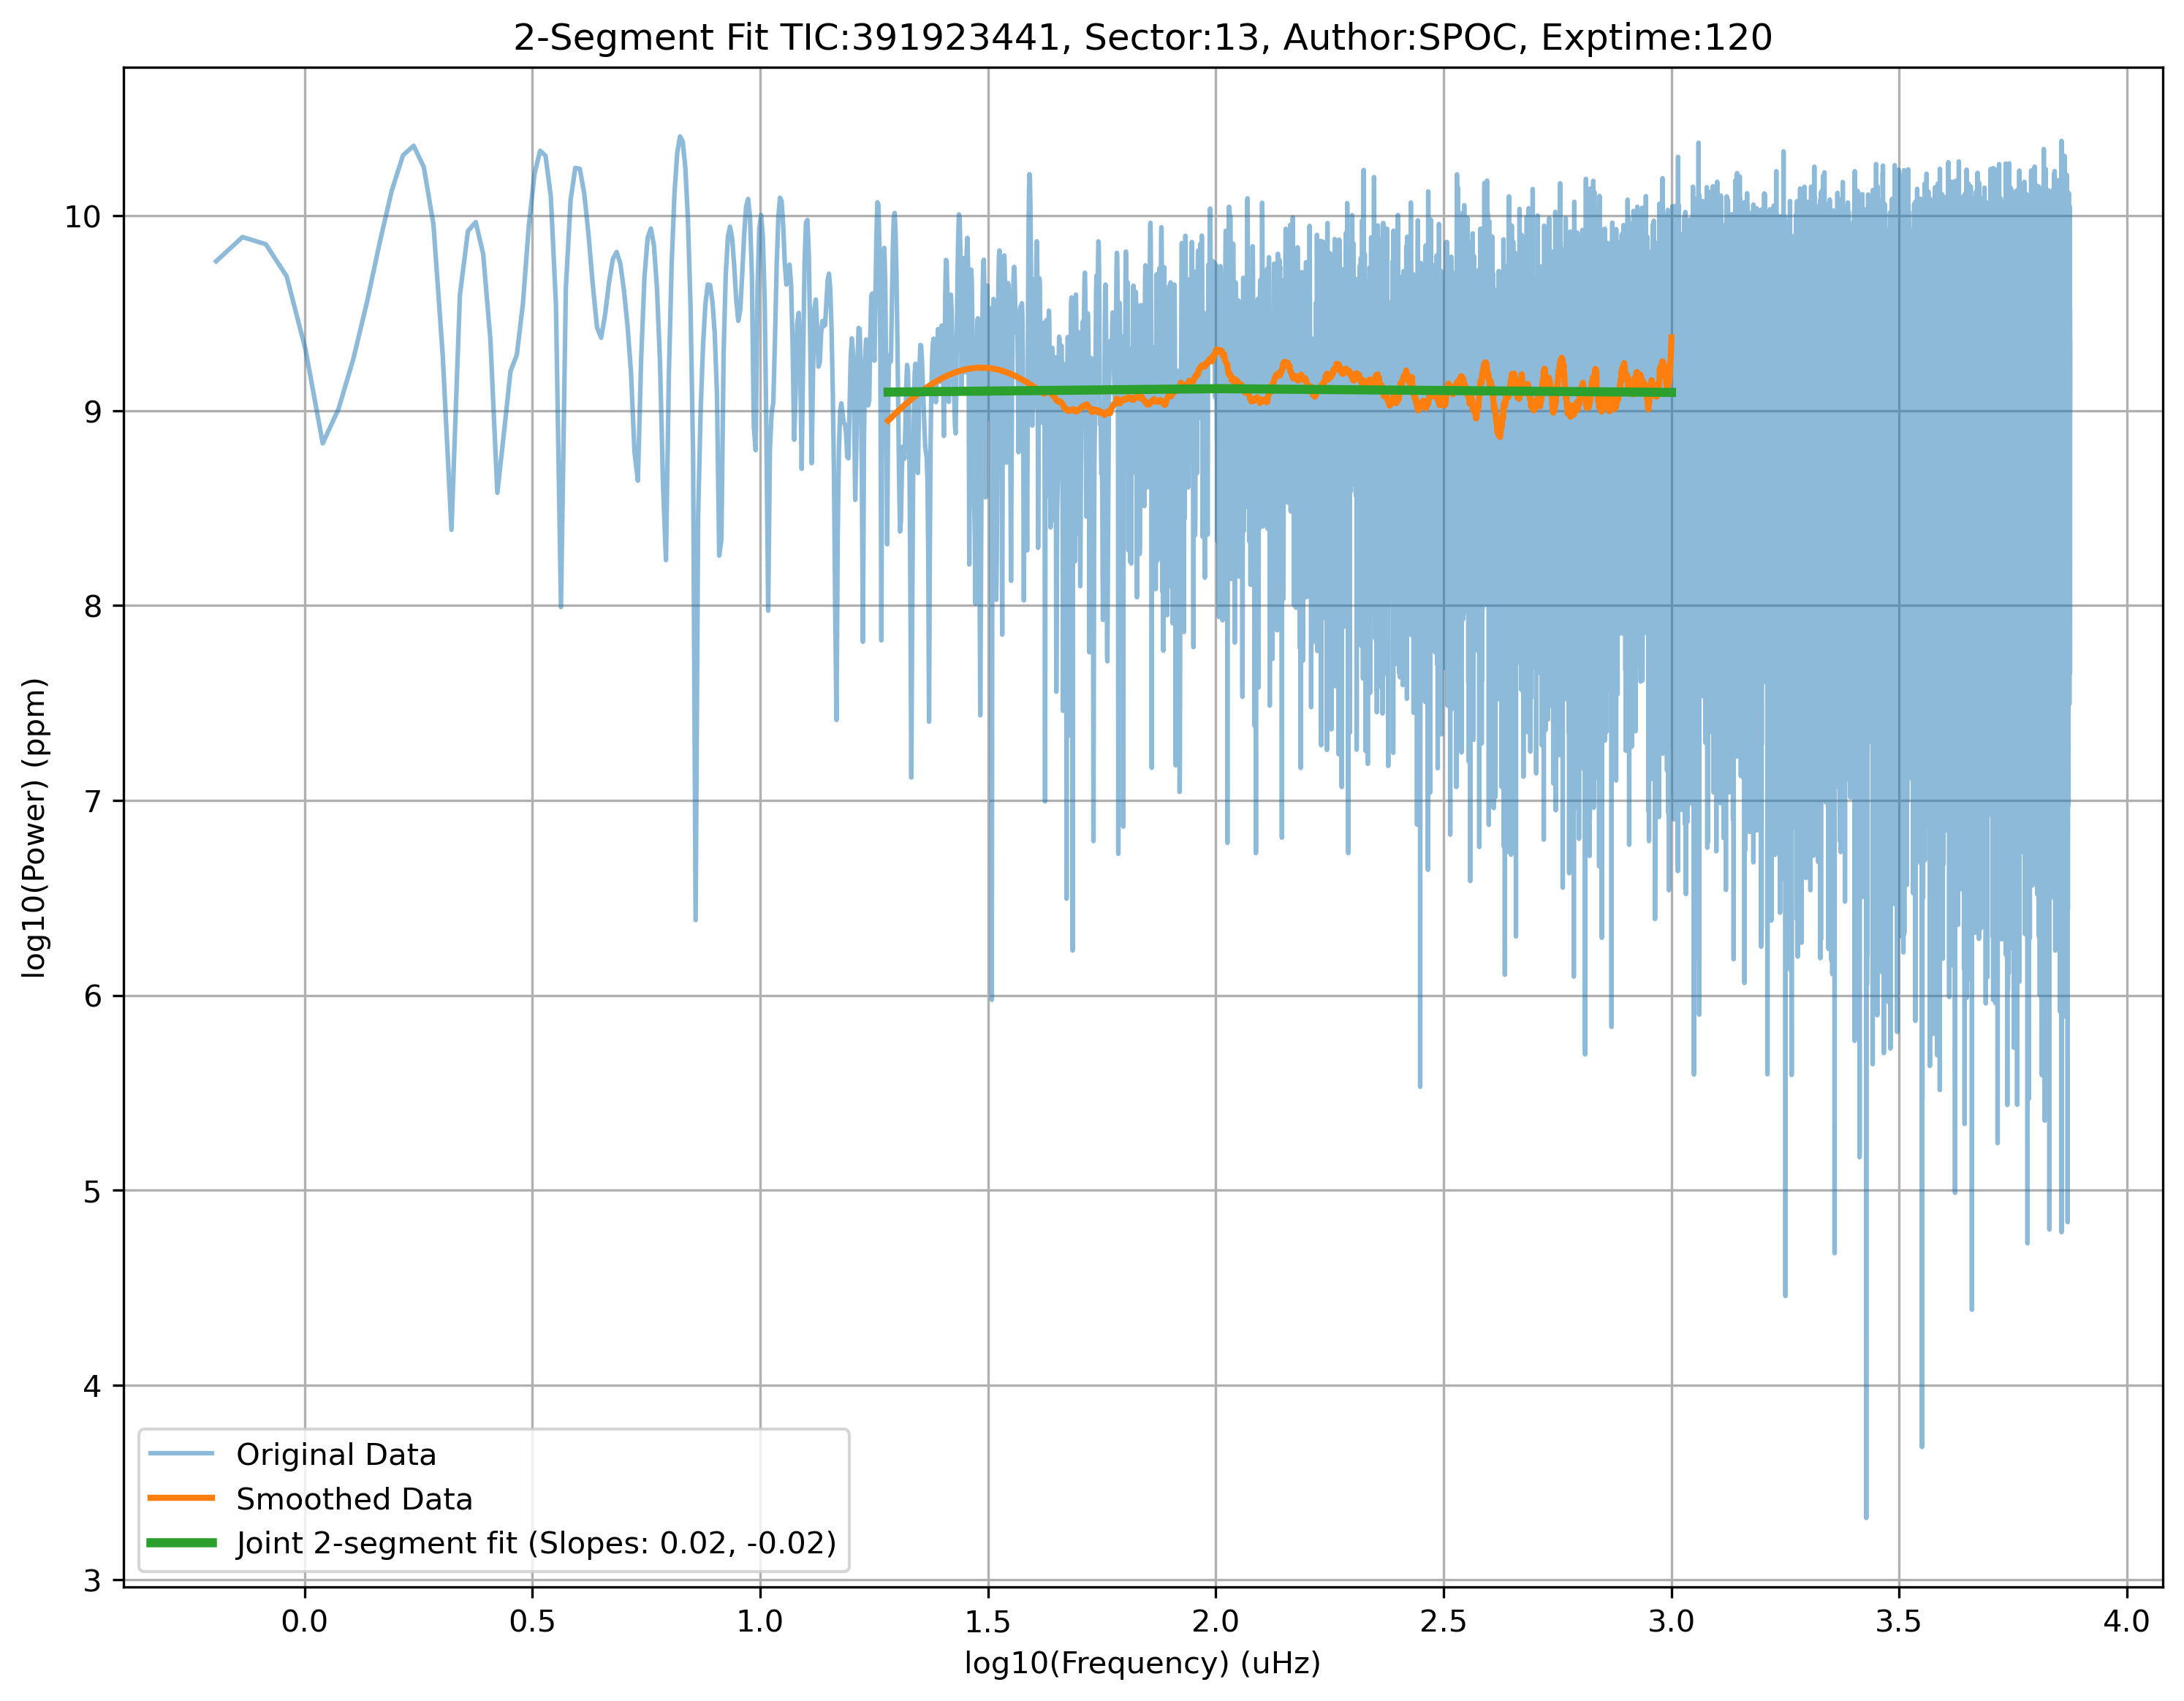 2-Segment Fit TIC:391923441, Sector:13, Author:SPOC, Exptime:120
log10(Power) (ppm)
10
9
8
7
6
5
4
3
Original Data
Smoothed Data
Joint 2-segment fit (Slopes: 0.02, -0.02)
0.0 0.5 1.0 1.5 2.0 2.5 3.0 3.5 4.0
log10(Frequency) (uHz)